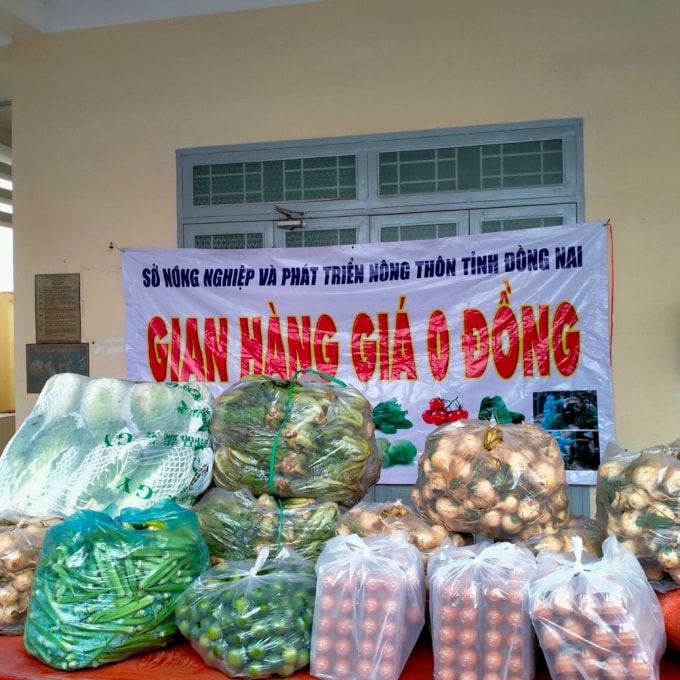 SỞ NÔNG NGHIỆP VÀ PHÁT TRIỂN NÔNG THÔN TỈNH ĐỒNG NAI
GIAN HÀNG GIÁ 0 ĐỒNG